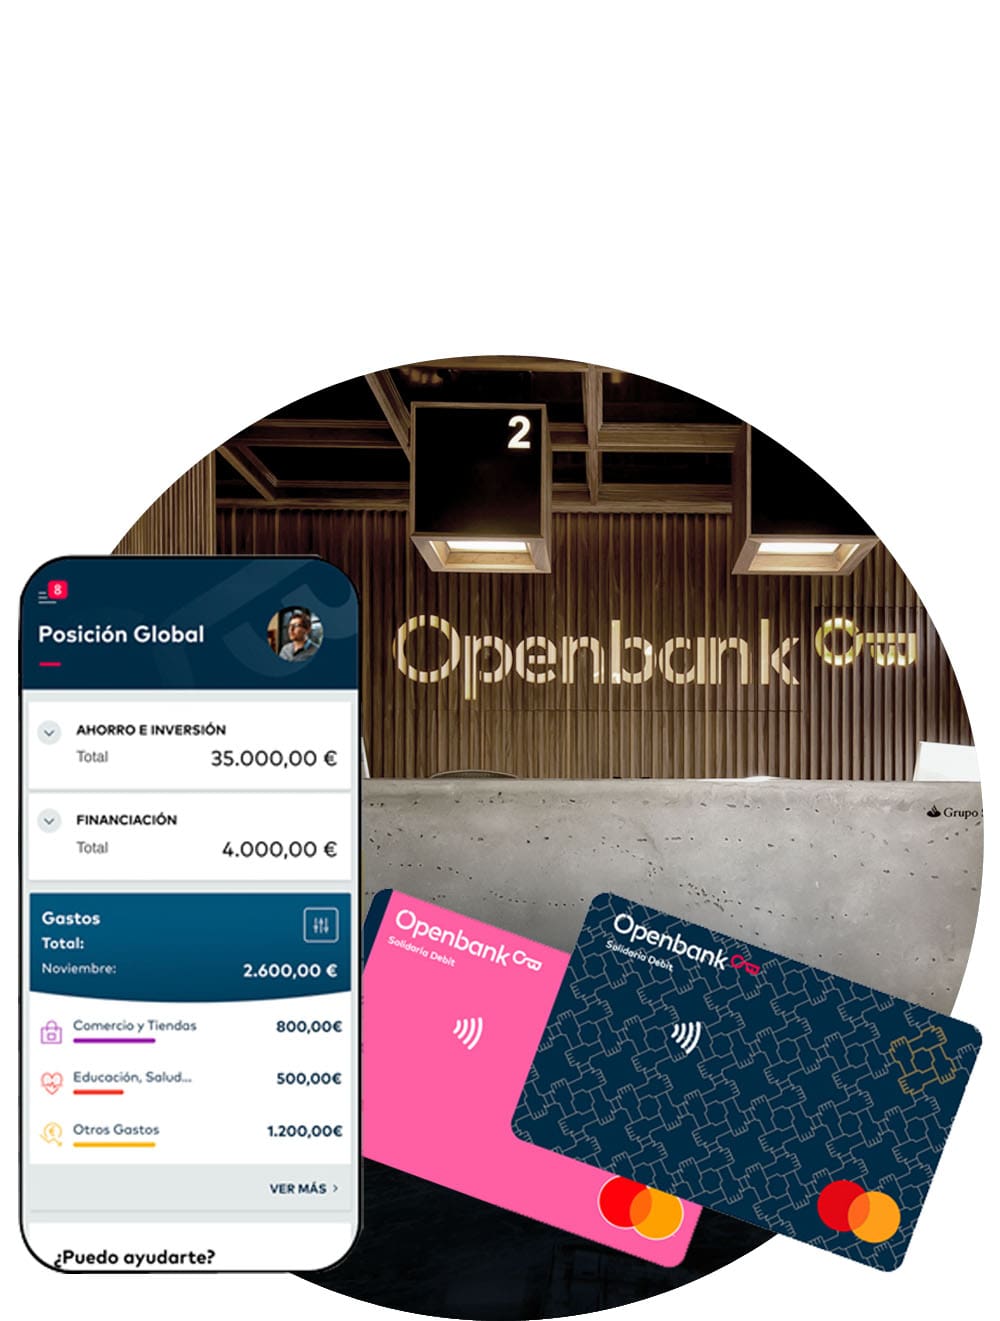 2
Openbank
Grupo
8
Posición Global
AHORRO E INVERSIÓN
Total 35.000,00 €
FINANCIACIÓN
Total 4.000,00 €
Gastos
Total:
Noviembre: 2.600,00 €
Comercio y Tiendas 800,00€
Educación, Salud... 500,00€
Otros Gastos 1.200,00€
VER MÁS >
¿Puedo ayudarte?
Openbank
Solidaria Debit
Openbank
Solidaria Debit